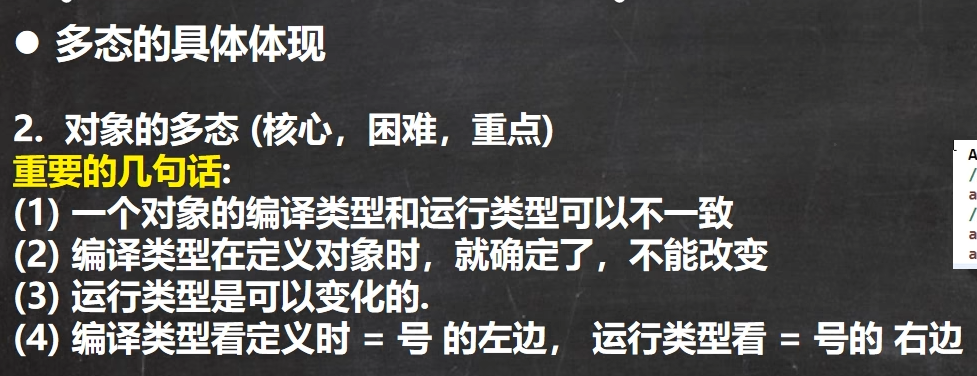 ● 多态的具体体现
2. 对象的多态 (核心，困难，重点)
重要的几句话:
(1) 一个对象的编译类型和运行类型可以不一致
(2) 编译类型在定义对象时，就确定了，不能改变
(3) 运行类型是可以变化的.
(4) 编译类型看定义时 = 号 的左边， 运行类型看 = 号的 右边
A
/
a
/
a
a